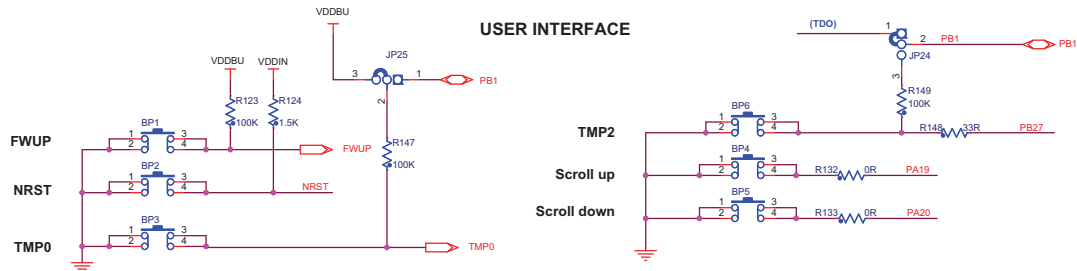 USER INTERFACE
VDDBU
JP25
3
1
PB1
2
VDDBU
VDDIN
R123
100K
R124
1.5K
R147
100K
FWUP
BP1
1
2
3
4
FWUP
NRST
BP2
1
2
3
4
NRST
TMP0
BP3
1
2
3
4
TMP0
(TDO)
1
2
PB1
PB1
JP24
3
R149
100K
TMP2
BP6
1
2
3
4
R148
33R
PB27
Scroll up
BP4
1
2
3
4
R132
0R
PA19
Scroll down
BP5
1
2
3
4
R133
0R
PA20